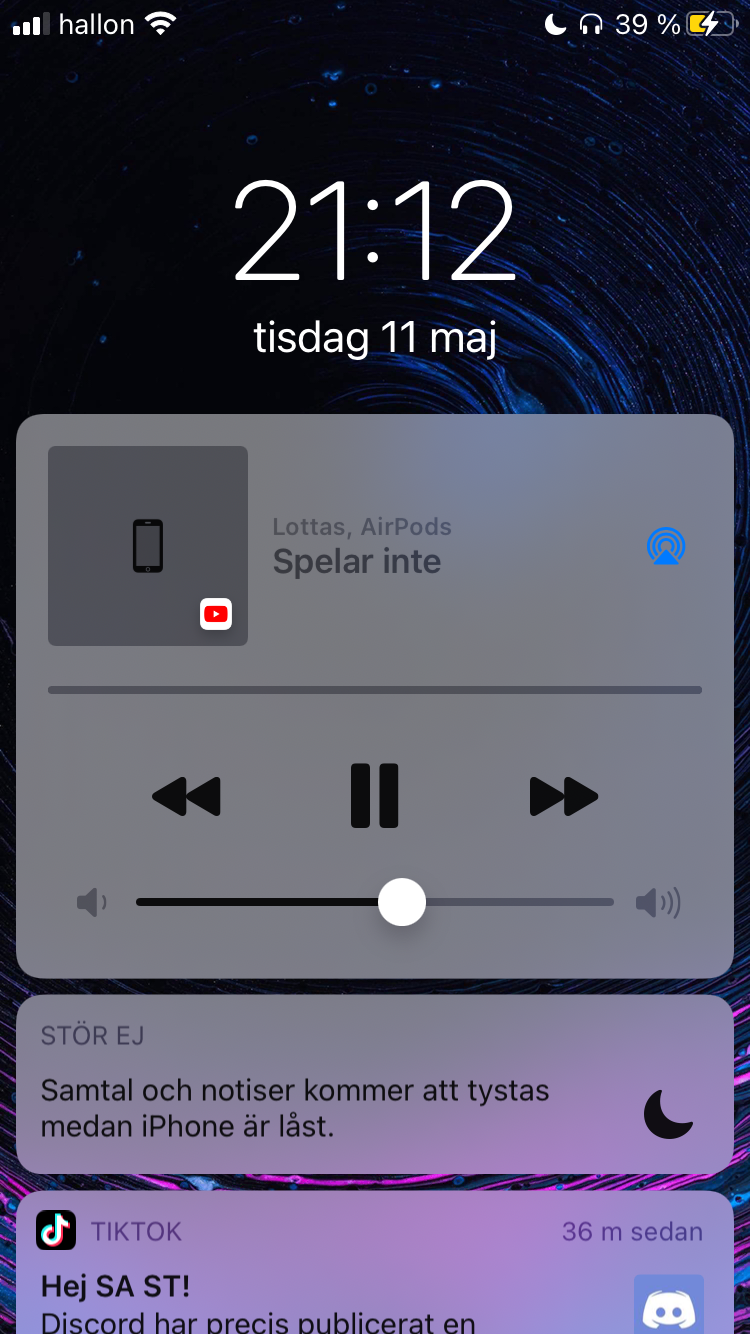 hallon 39 %
21:12
tisdag 11 maj
Lottas, AirPods
Spelar inte
STÖR EJ
Samtal och notiser kommer att tystas
medan iPhone är låst.
TIKTOK 36 m sedan
Hej SA ST!
Discord har precis publicerat en